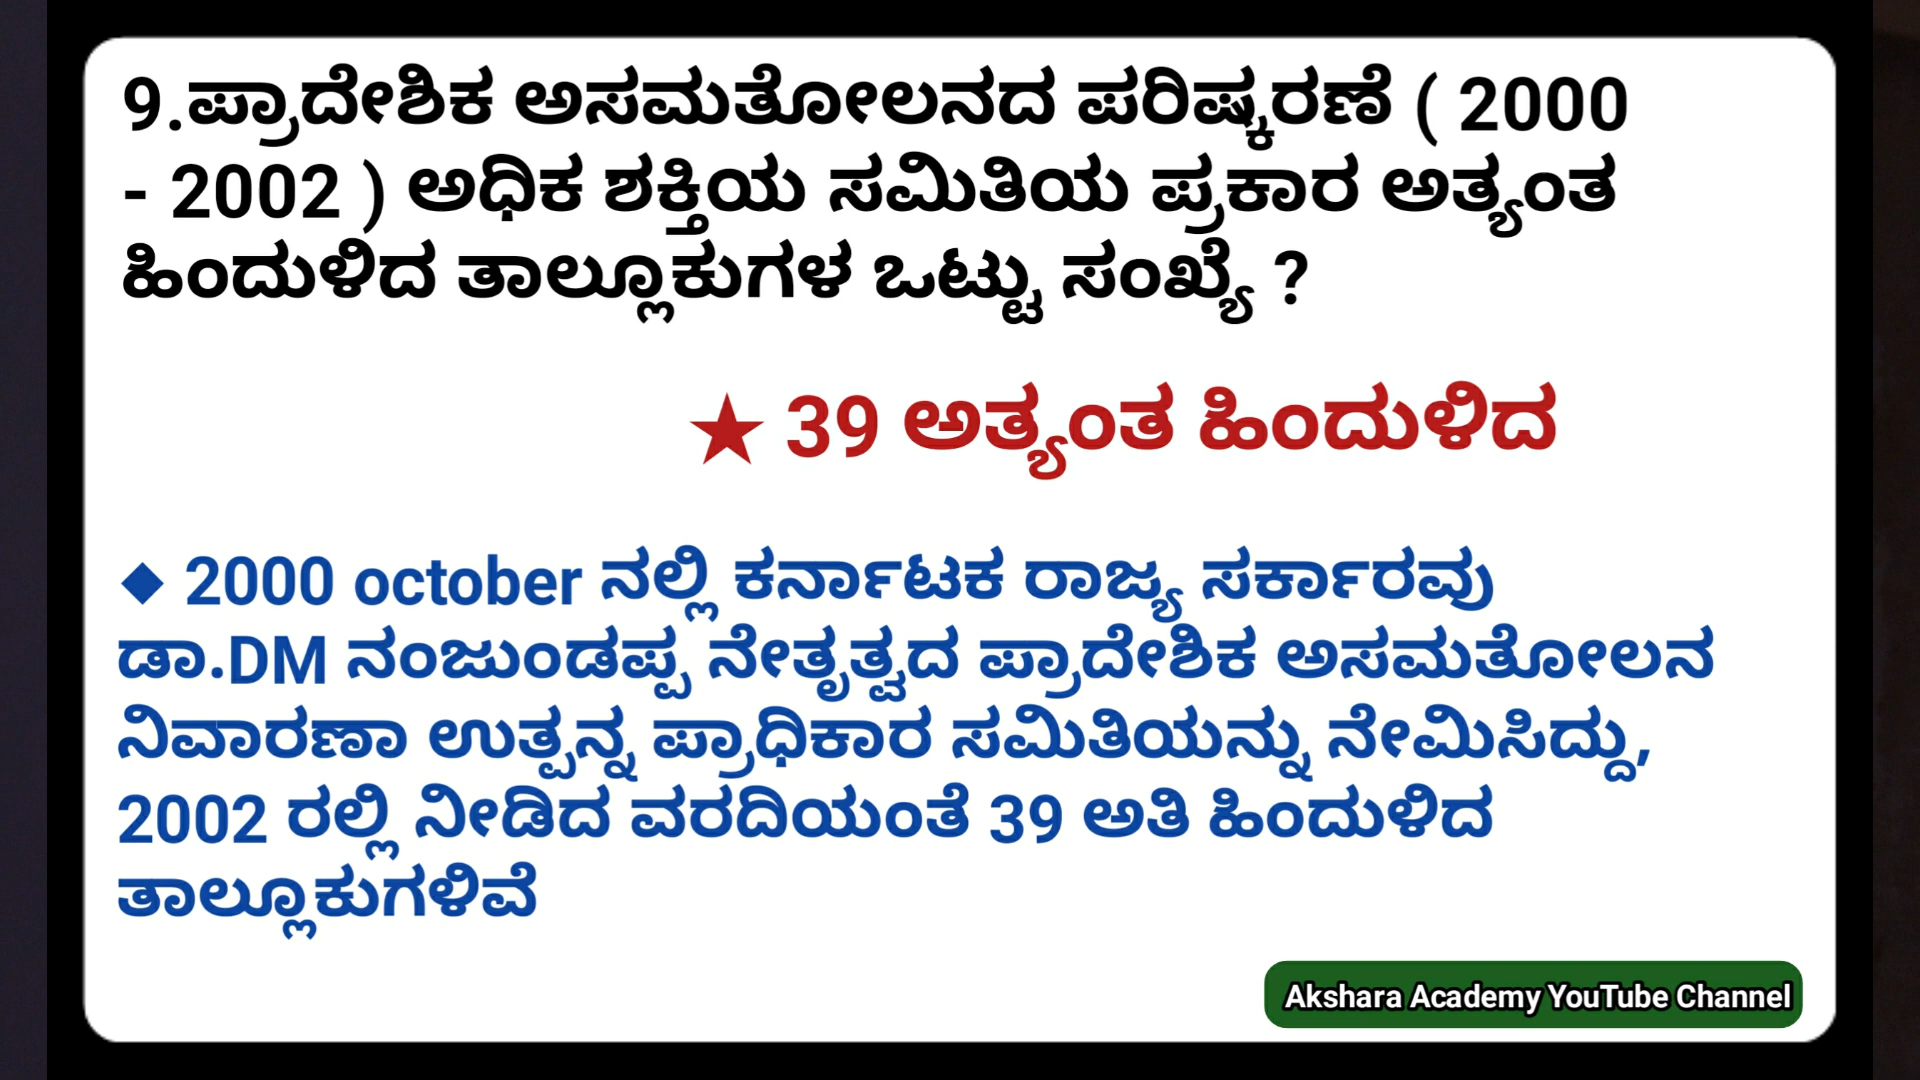 9.ಪ್ರಾದೇಶಿಕ ಅಸಮತೋಲನದ ಪರಿಷ್ಕರಣೆ ( 2000
- 2002 ) ಅಧಿಕ ಶಕ್ತಿಯ ಸಮಿತಿಯ ಪ್ರಕಾರ ಅತ್ಯಂತ
ಹಿಂದುಳಿದ ತಾಲ್ಲೂಕುಗಳ ಒಟ್ಟು ಸಂಖ್ಯೆ ?
★ 39 ಅತ್ಯಂತ ಹಿಂದುಳಿದ
◆ 2000 october ನಲ್ಲಿ ಕರ್ನಾಟಕ ರಾಜ್ಯ ಸರ್ಕಾರವು
ಡಾ.DM ನಂಜುಂಡಪ್ಪ ನೇತೃತ್ವದ ಪ್ರಾದೇಶಿಕ ಅಸಮತೋಲನ
ನಿವಾರಣಾ ಉತ್ಪನ್ನ ಪ್ರಾಧಿಕಾರ ಸಮಿತಿಯನ್ನು ನೇಮಿಸಿದ್ದು,
2002 ರಲ್ಲಿ ನೀಡಿದ ವರದಿಯಂತೆ 39 ಅತಿ ಹಿಂದುಳಿದ
ತಾಲ್ಲೂಕುಗಳಿವೆ
Akshara Academy YouTube Channel